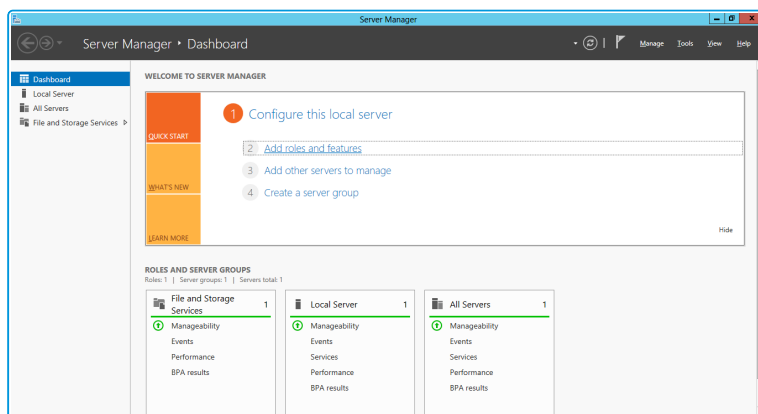 Server Manager
Server Manager • Dashboard
Manage Tools View Help
Dashboard
Local Server
All Servers
File and Storage Services
WELCOME TO SERVER MANAGER
QUICK START
WHAT'S NEW
LEARN MORE
1 Configure this local server
2 Add roles and features
3 Add other servers to manage
4 Create a server group
Hide
ROLES AND SERVER GROUPS
Roles: 1 | Server groups: 1 | Servers total: 1
File and Storage
Services
1
Manageability
Events
Performance
BPA results
Local Server 1
Manageability
Events
Services
Performance
BPA results
All Servers 1
Manageability
Events
Services
Performance
BPA results